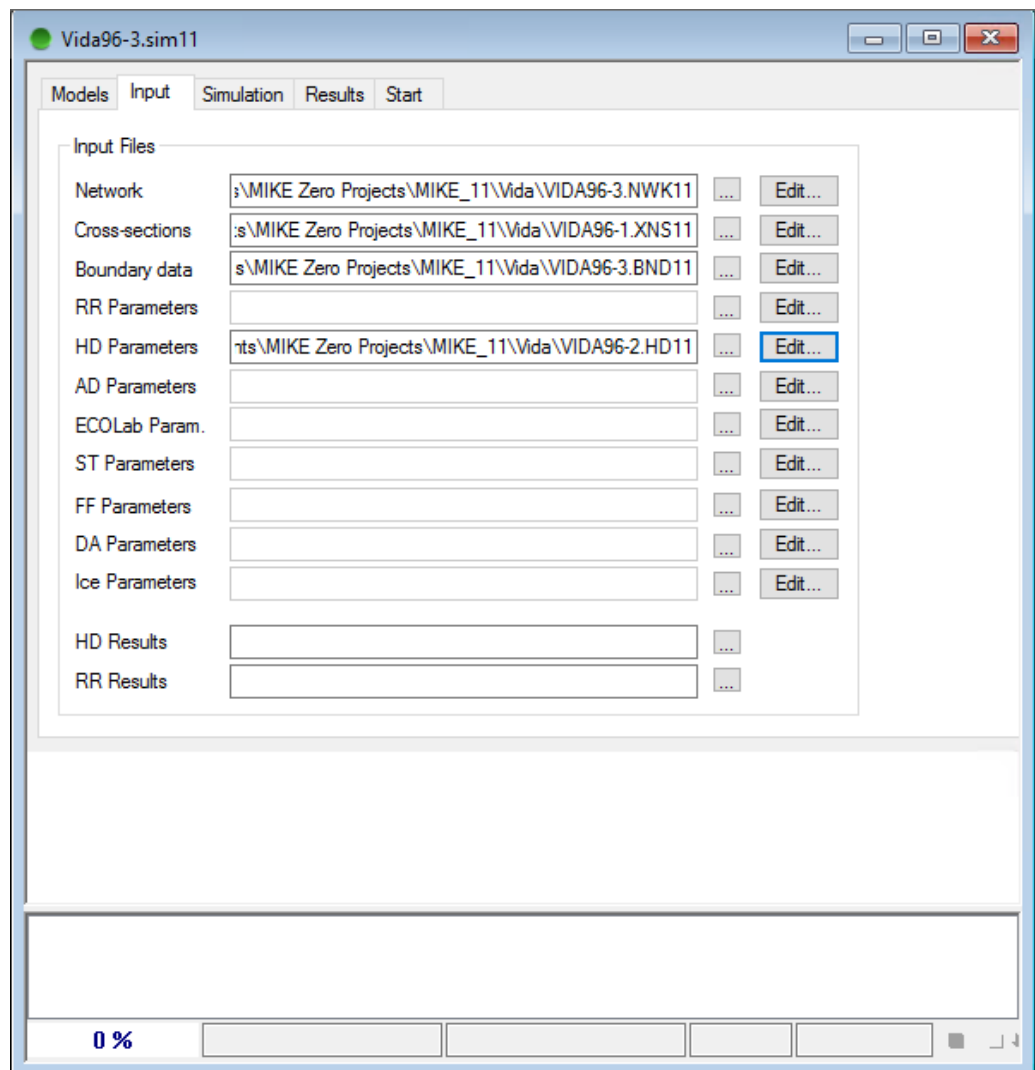 Vida96-3.sim11
Models Input Simulation Results Start
Input Files
Network s\MIKE Zero Projects\MIKE_11\Vida\VIDA96-3.NWK11 ... Edit...
Cross-sections :s\MIKE Zero Projects\MIKE_11\Vida\VIDA96-1.XNS11 ... Edit...
Boundary data s\MIKE Zero Projects\MIKE_11\Vida\VIDA96-3.BND11 ... Edit...
RR Parameters ... Edit...
HD Parameters nts\MIKE Zero Projects\MIKE_11\Vida\VIDA96-2.HD11 ... Edit...
AD Parameters ... Edit...
ECOLab Param. ... Edit...
ST Parameters ... Edit...
FF Parameters ... Edit...
DA Parameters ... Edit...
Ice Parameters ... Edit...
HD Results ...
RR Results ...
0 %